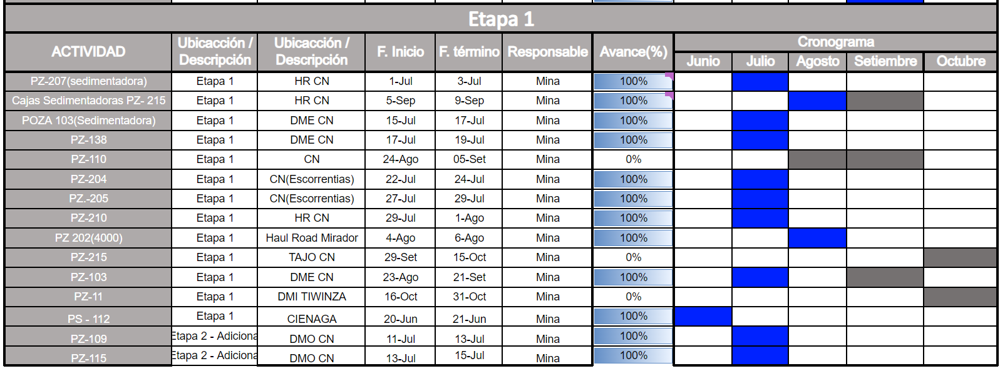 Etapa 1
ACTIVIDAD Ubicacción / Descripción Ubicacción / Descripción F. Inicio F. término Responsable Avance(%) Cronograma
Junio Julio Agosto Setiembre Octubre
PZ-207(sedimentadora) Etapa 1 HR CN 1-Jul 3-Jul Mina 100%
Cajas Sedimentadoras PZ- 215 Etapa 1 HR CN 5-Sep 9-Sep Mina 100%
POZA 103(Sedimentadora) Etapa 1 DME CN 15-Jul 17-Jul Mina 100%
PZ-138 Etapa 1 DME CN 17-Jul 19-Jul Mina 100%
PZ-110 Etapa 1 CN 24-Ago 05-Set Mina 0%
PZ-204 Etapa 1 CN(Escorrentias) 22-Jul 24-Jul Mina 100%
PZ.-205 Etapa 1 CN(Escorrentias) 27-Jul 29-Jul Mina 100%
PZ-210 Etapa 1 HR CN 29-Jul 1-Ago Mina 100%
PZ 202(4000) Etapa 1 Haul Road Mirador 4-Ago 6-Ago Mina 100%
PZ-215 Etapa 1 TAJO CN 29-Set 15-Oct Mina 0%
PZ-103 Etapa 1 DME CN 23-Ago 21-Set Mina 100%
PZ-11 Etapa 1 DMI TIWINZA 16-Oct 31-Oct Mina 0%
PS - 112 Etapa 1 CIENAGA 20-Jun 21-Jun Mina 100%
PZ-109 Etapa 2 - Adiciona DMO CN 11-Jul 13-Jul Mina 100%
PZ-115 Etapa 2 - Adiciona DMO CN 13-Jul 15-Jul Mina 100%